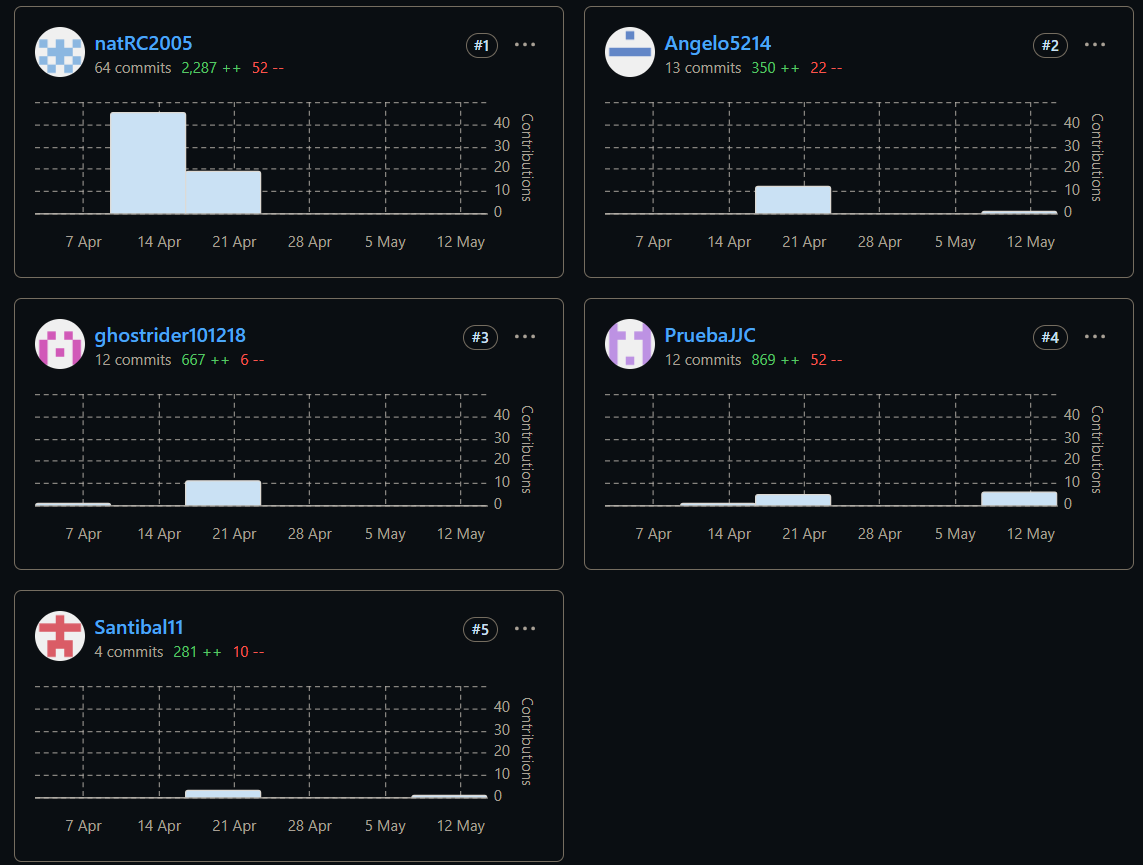 natRC2005 #1 ...
64 commits 2,287 ++ 52 --
40
30
20
10
0
Contributions
7 Apr 14 Apr 21 Apr 28 Apr 5 May 12 May
Angelo5214 #2 ...
13 commits 350 ++ 22 --
40
30
20
10
0
Contributions
7 Apr 14 Apr 21 Apr 28 Apr 5 May 12 May
ghostrider101218 #3 ...
12 commits 667 ++ 6 --
40
30
20
10
0
Contributions
7 Apr 14 Apr 21 Apr 28 Apr 5 May 12 May
PruebaJJC #4 ...
12 commits 869 ++ 52 --
40
30
20
10
0
Contributions
7 Apr 14 Apr 21 Apr 28 Apr 5 May 12 May
Santibal11 #5 ...
4 commits 281 ++ 10 --
40
30
20
10
0
Contributions
7 Apr 14 Apr 21 Apr 28 Apr 5 May 12 May